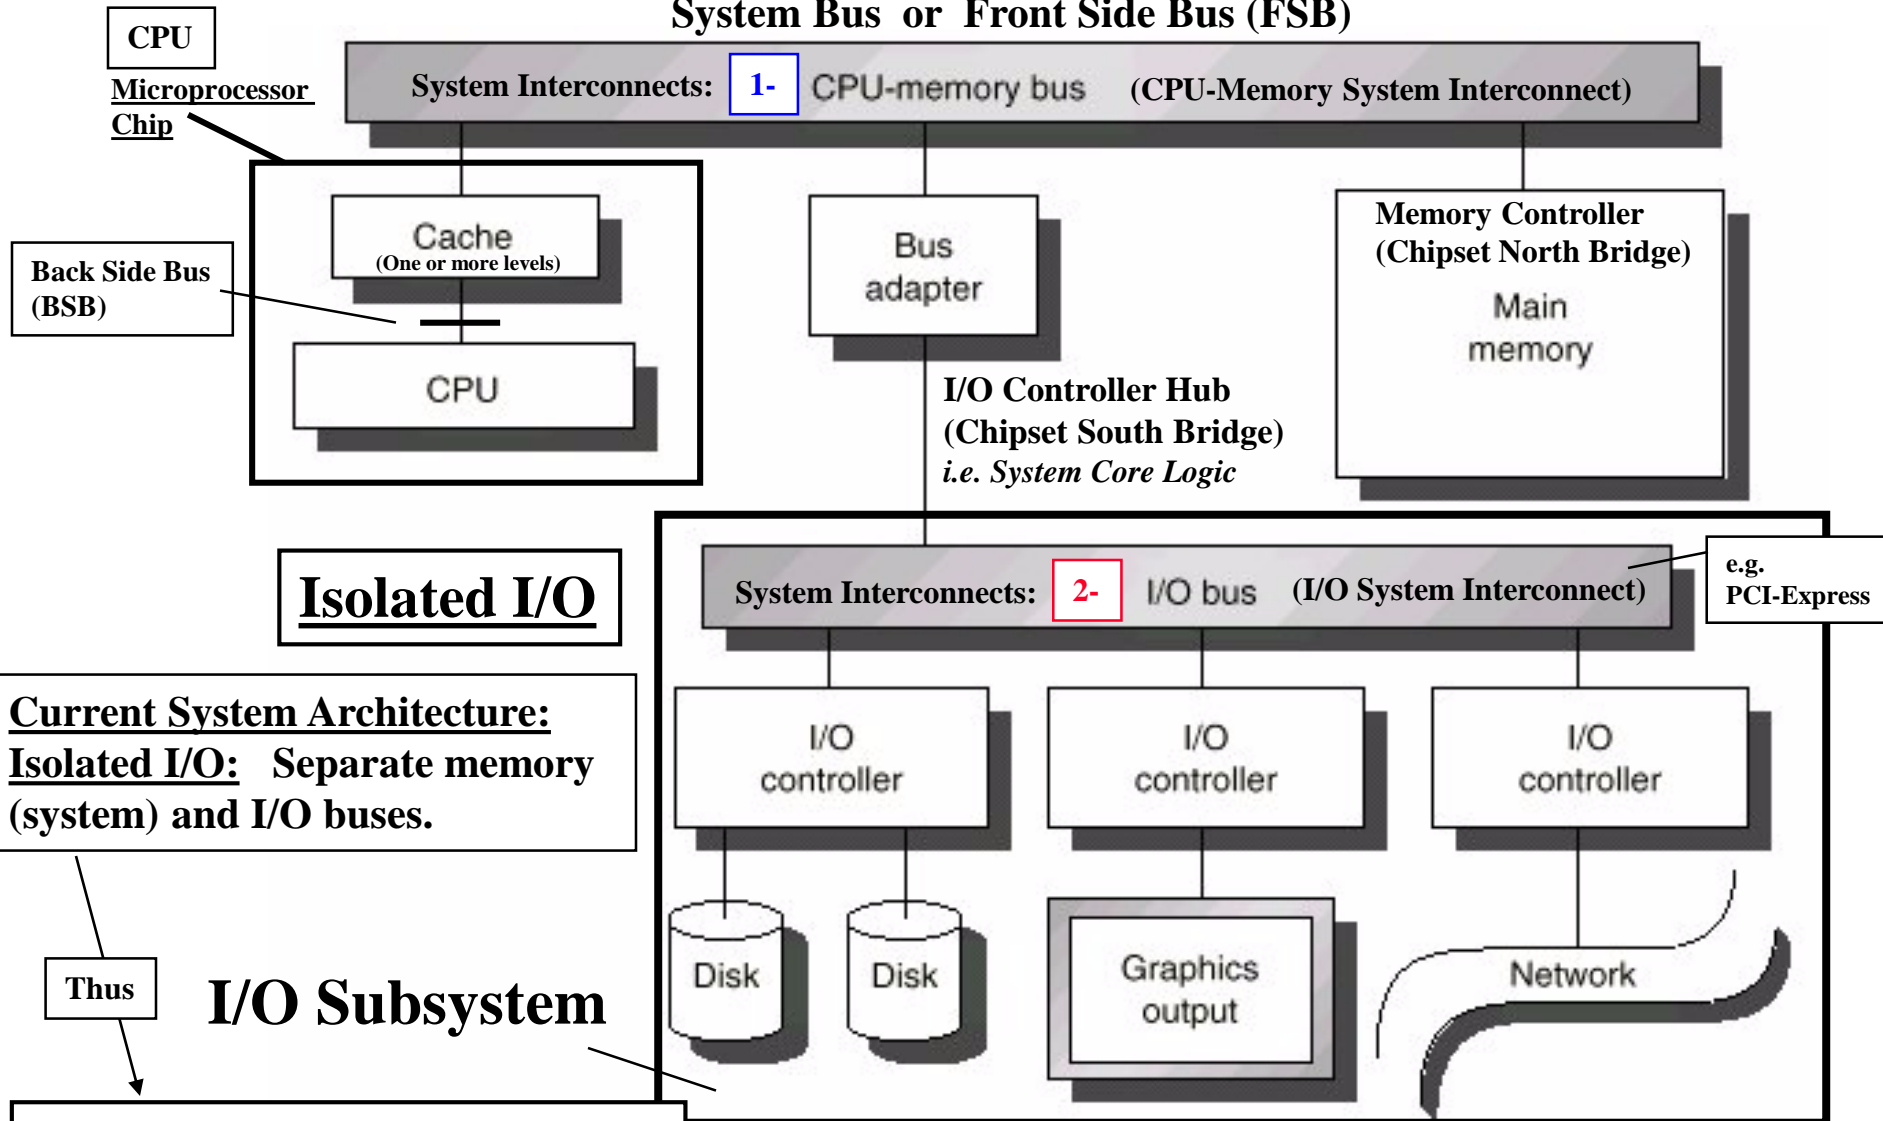 System Bus or Front Side Bus (FSB)
CPU
Microprocessor
Chip
System Interconnects: 1- CPU-memory bus (CPU-Memory System Interconnect)
Cache
(One or more levels)
Back Side Bus
(BSB)
CPU
Bus
adapter
Memory Controller
(Chipset North Bridge)
Main
memory
I/O Controller Hub
(Chipset South Bridge)
i.e. System Core Logic
Isolated I/O
System Interconnects: 2- I/O bus (I/O System Interconnect)
e.g.
PCI-Express
Current System Architecture:
Isolated I/O: Separate memory
(system) and I/O buses.
I/O
controller
I/O
controller
I/O
controller
Thus
I/O Subsystem
Disk
Disk
Graphics
output
Network